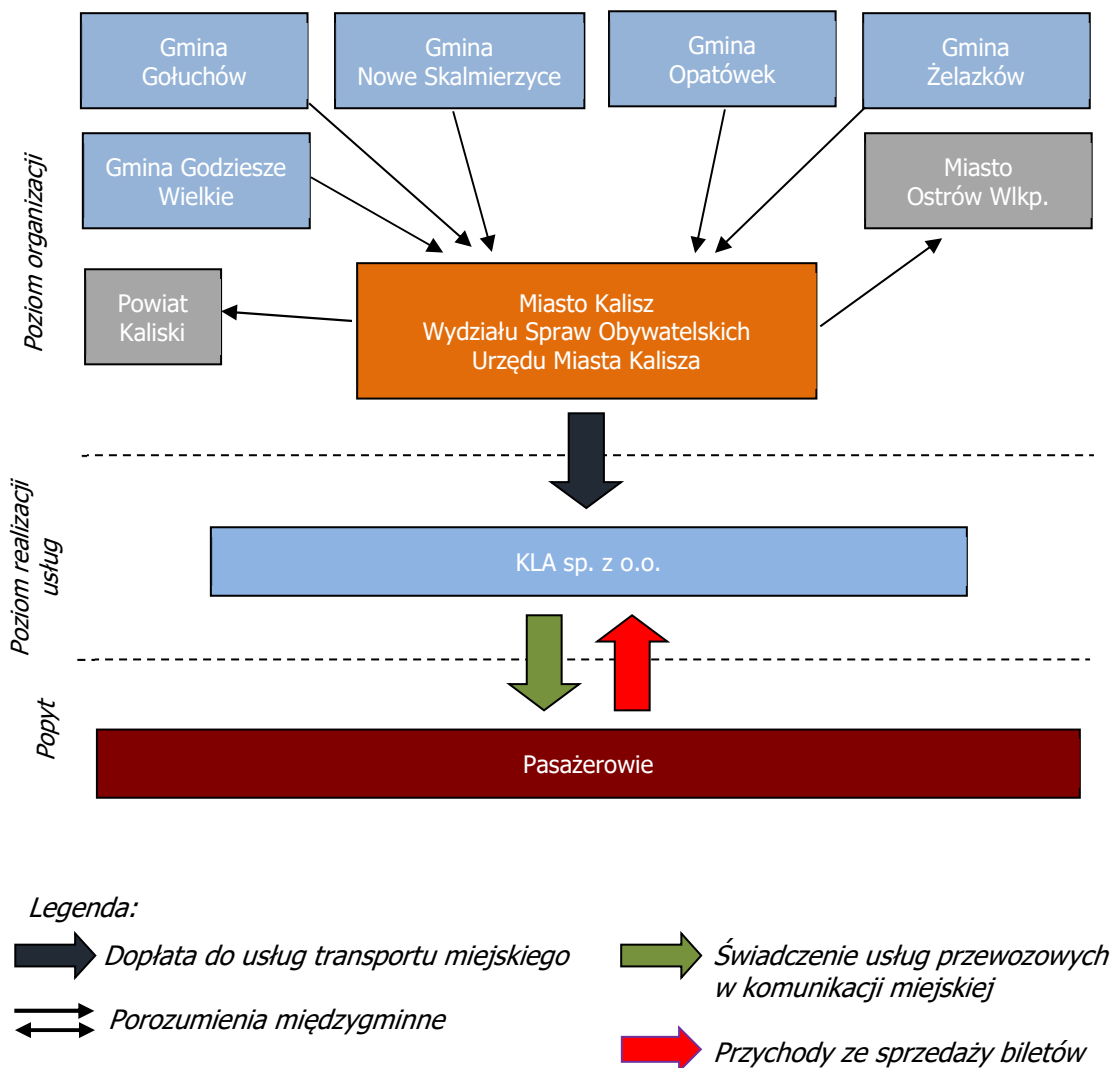 Gmina
Gołuchów
Gmina
Nowe Skalmierzyce
Gmina
Opatówek
Gmina
Żelazków
Poziom organizacji
Gmina Godziesze
Wielkie
Miasto
Ostrów Wlkp.
Powiat
Kaliski
Miasto Kalisz
Wydziału Spraw Obywatelskich
Urzędu Miasta Kalisza
Poziom realizacji
usług
KLA sp. z o.o.
Popyt
Pasażerowie
Legenda:
Dopłata do usług transportu miejskiego
Porozumienia międzygminne
Świadczenie usług przewozowych
w komunikacji miejskiej
Przychody ze sprzedaży biletów